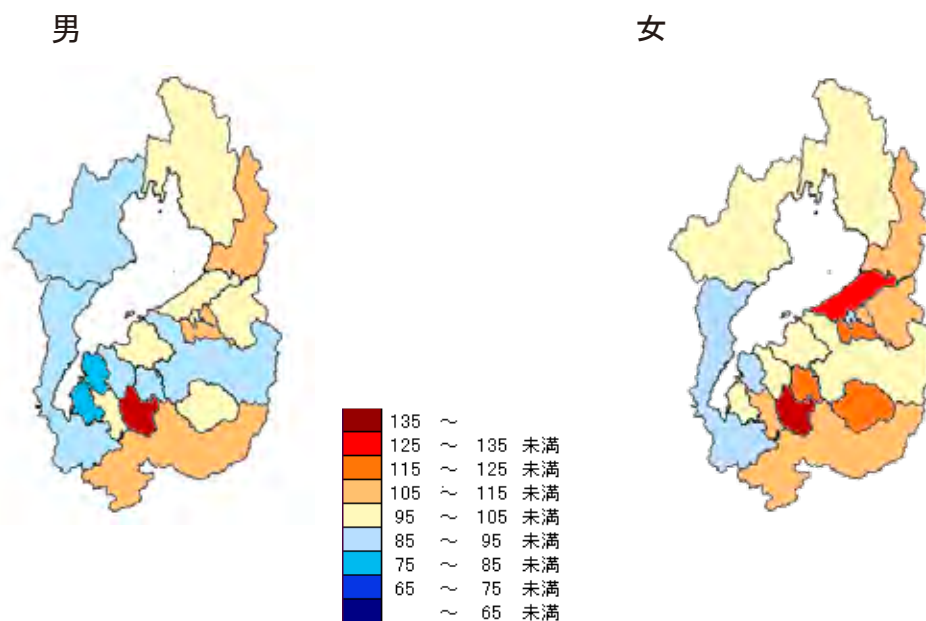 男
女
135 ～
125 ～ 135 未満
115 ～ 125 未満
105 ～ 115 未満
95 ～ 105 未満
85 ～ 95 未満
75 ～ 85 未満
65 ～ 75 未満
～ 65 未満